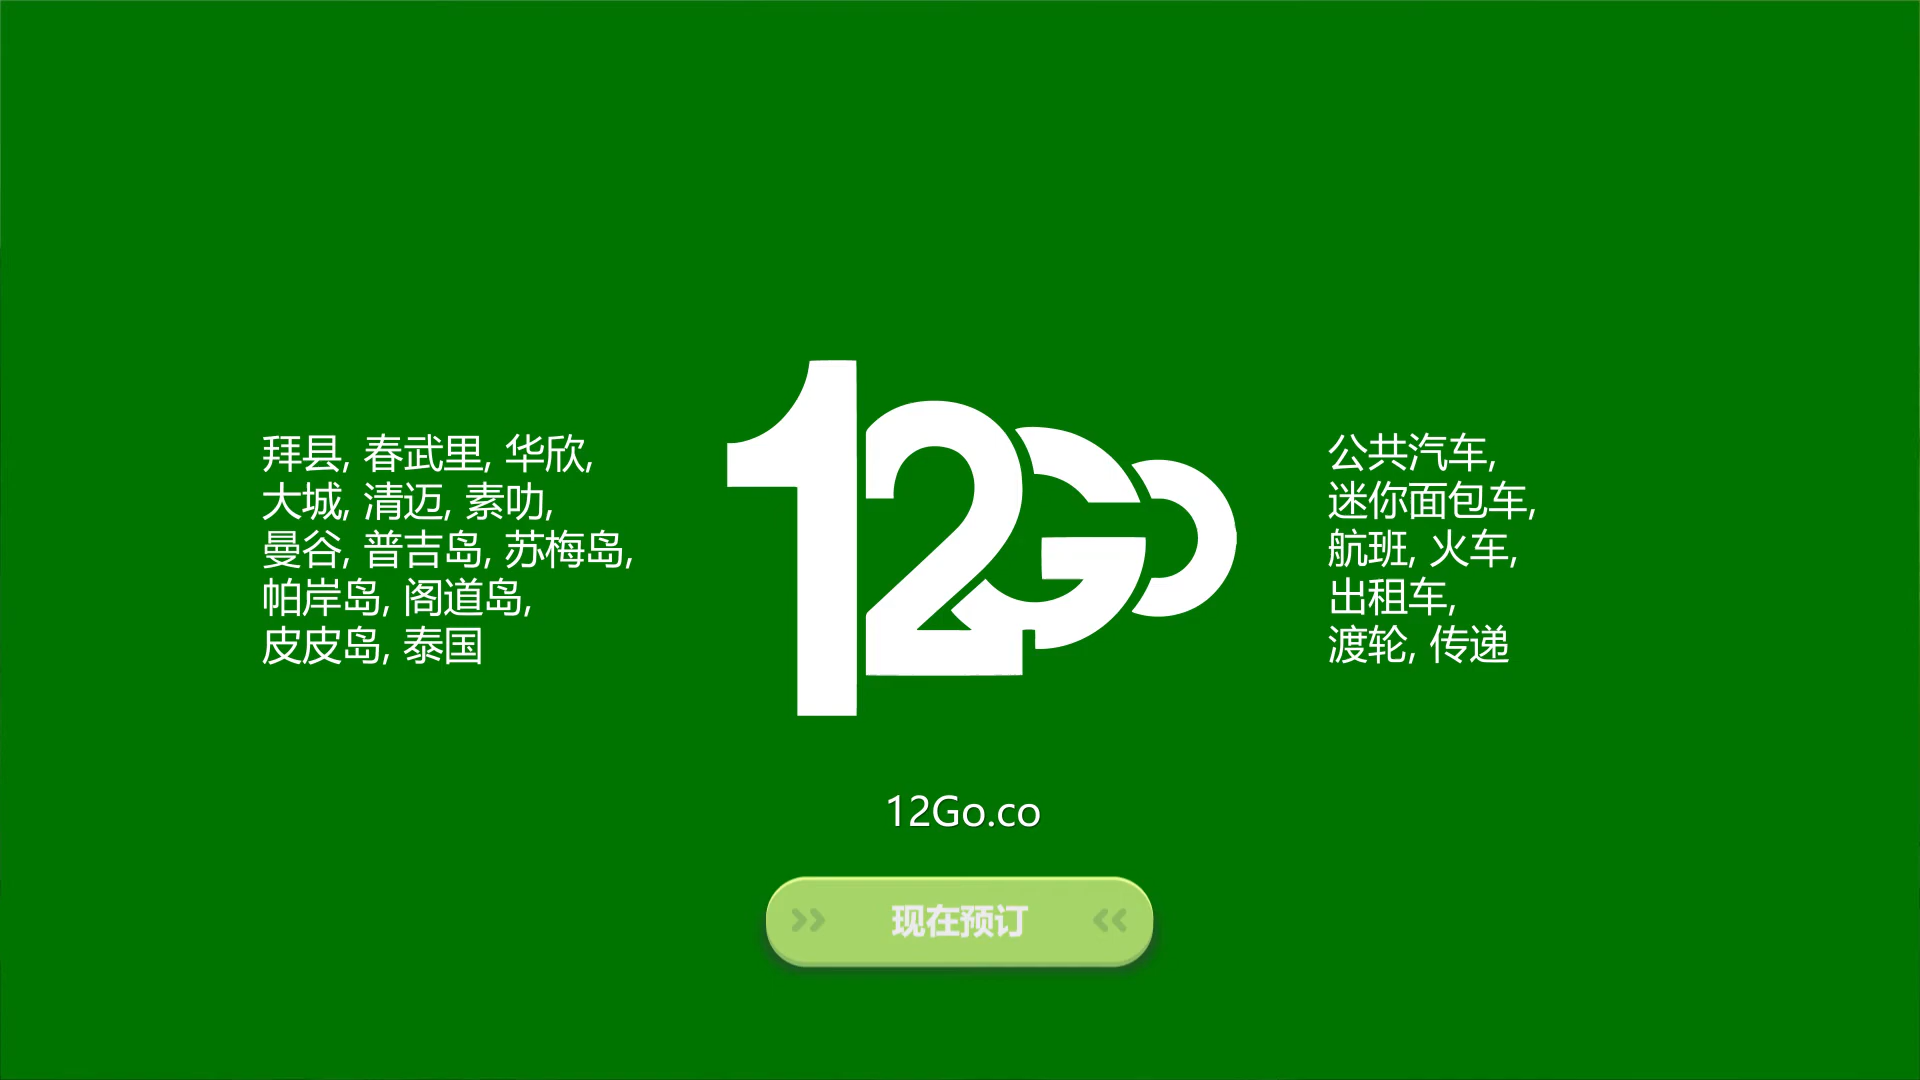 拜县, 春武里, 华欣,
大城, 清迈, 素叻,
曼谷, 普吉岛, 苏梅岛,
帕岸岛, 阁道岛,
皮皮岛, 泰国
12Go
公共汽车,
迷你面包车,
航班, 火车,
出租车,
渡轮, 传递
12Go.co
现在预订